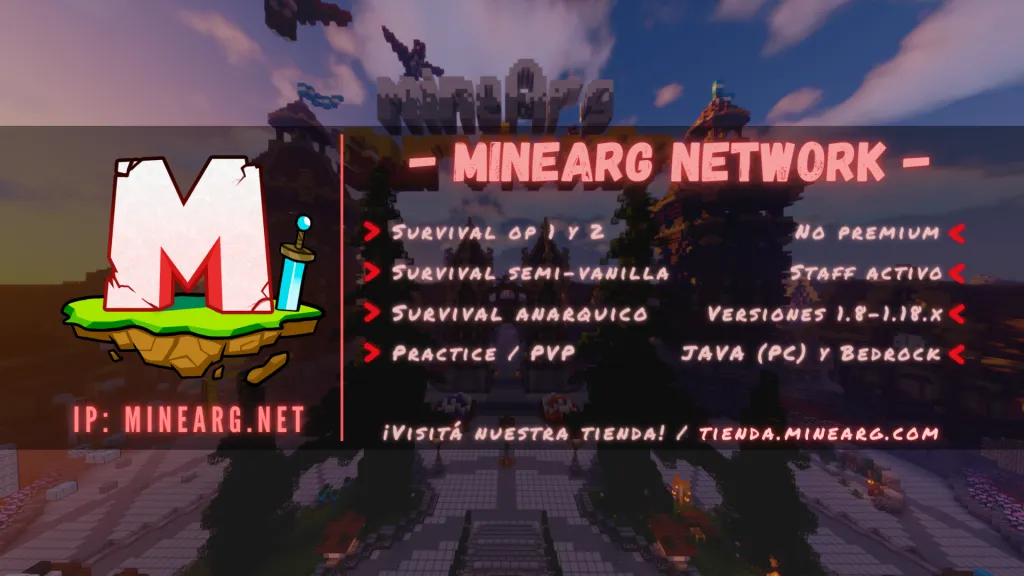 MineArg
– MINEARG NETWORK –
M
> Survival op 1 y 2
No premium <
> Survival semi-vanilla
Staff activo <
> Survival anarquico
Versiones 1.8-1.18.x <
> Practice / PVP
JAVA (PC) y Bedrock <
IP: MINEARG.NET
¡Visitá nuestra tienda! / tienda.minearg.com